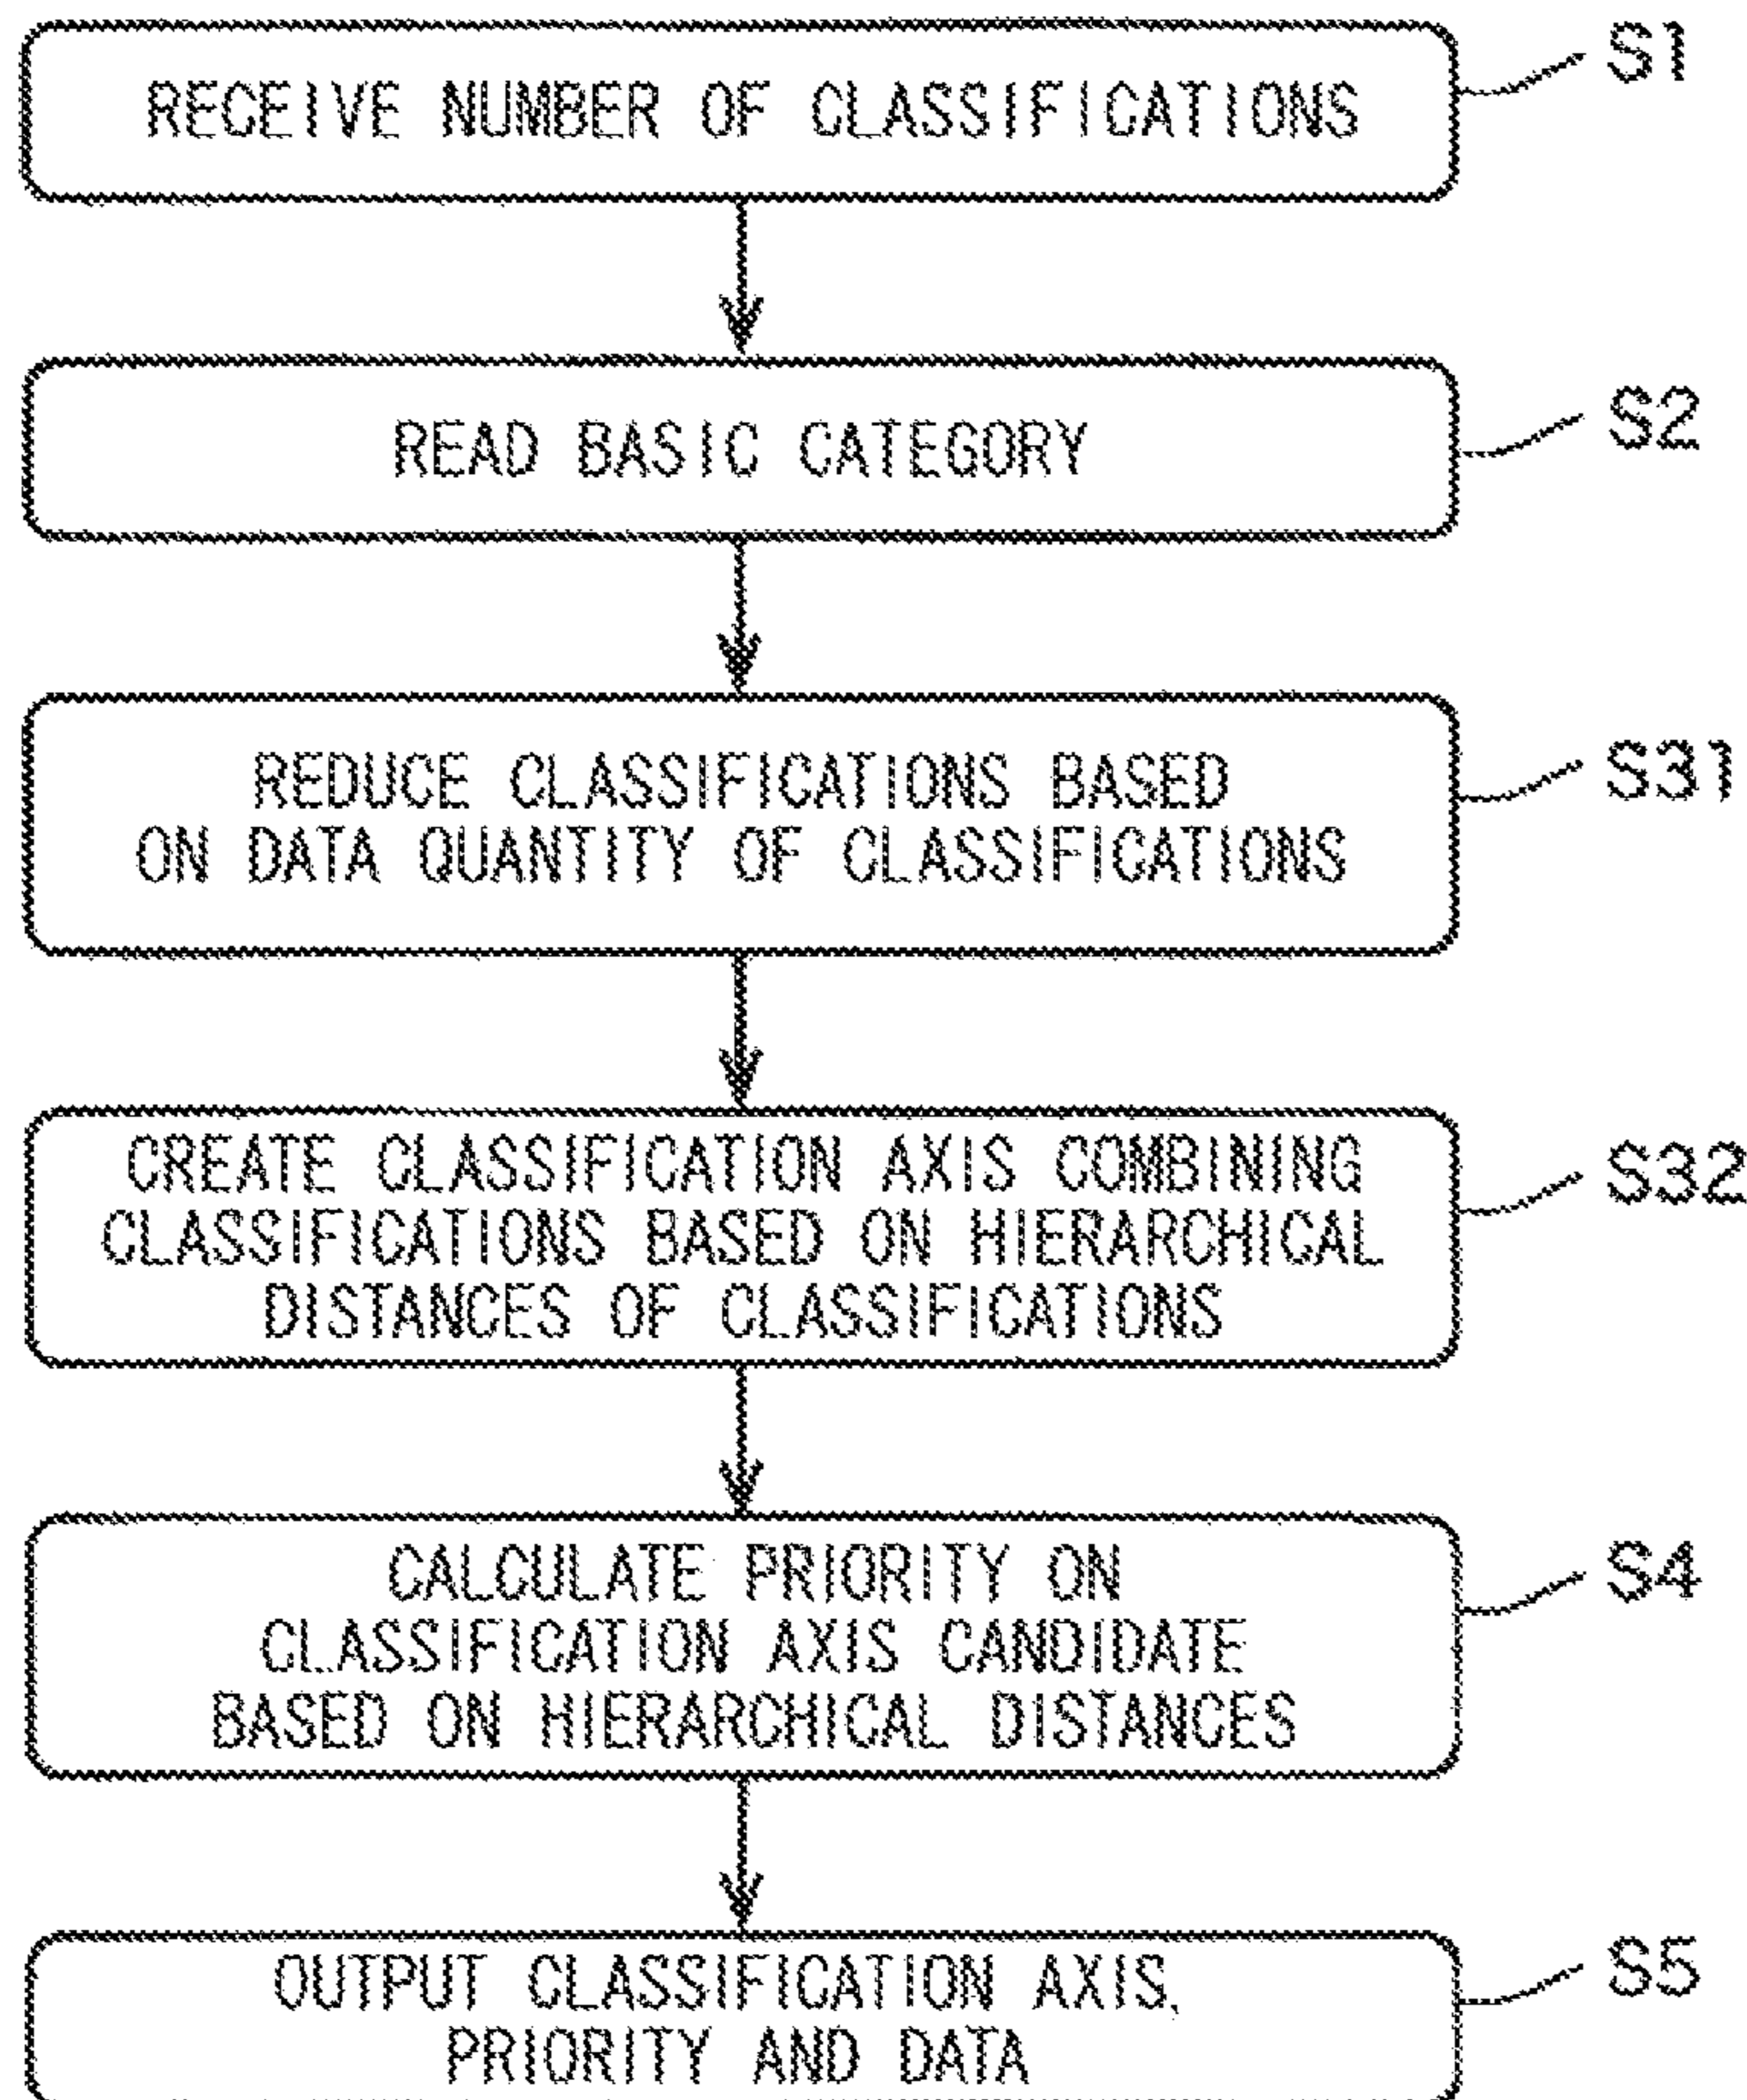 RECEIVE NUMBER OF CLASSIFICATIONS
S1
READ BASIC CATEGORY
S2
REDUCE CLASSIFICATIONS BASED
ON DATA QUANTITY OF CLASSIFICATIONS
S31
CREATE CLASSIFICATION AXIS COMBINING
CLASSIFICATIONS BASED ON HIERARCHICAL
DISTANCES OF CLASSIFICATIONS
S32
CALCULATE PRIORITY ON
CLASSIFICATION AXIS CANDIDATE
BASED ON HIERARCHICAL DISTANCES
S4
OUTPUT CLASSIFICATION AXIS,
PRIORITY AND DATA
S5